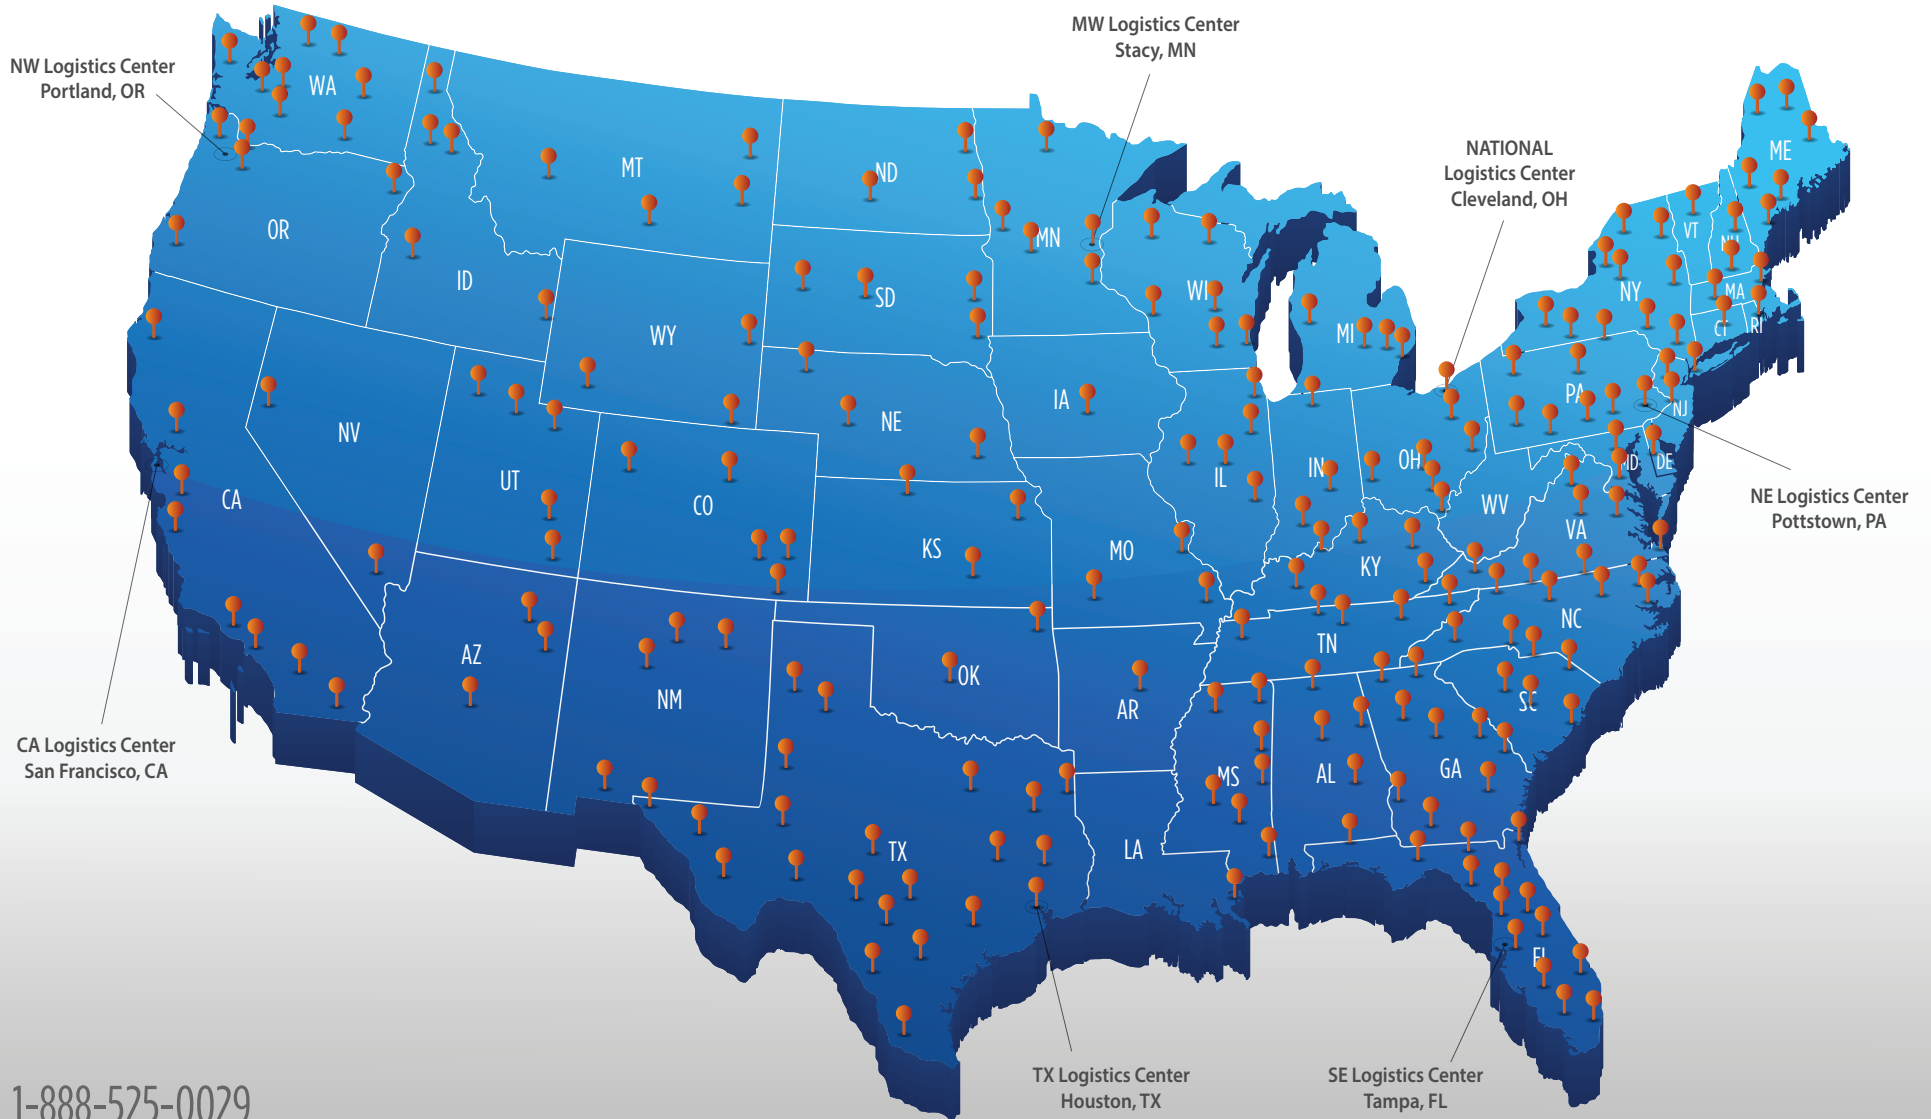 MW Logistics Center
Stacy, MN
NW Logistics Center
Portland, OR
NATIONAL
Logistics Center
Cleveland, OH
NE Logistics Center
Pottstown, PA
CA Logistics Center
San Francisco, CA
TX Logistics Center
Houston, TX
SE Logistics Center
Tampa, FL
WA
MT
ND
MN
ME
OR
ID
WY
SD
WI
MI
NY
VT
NH
MA
CT
RI
NV
UT
CO
NE
IA
IL
IN
OH
PA
NJ
MD
DE
CA
KS
MO
KY
WV
VA
AZ
NM
OK
AR
TN
NC
SC
TX
LA
MS
AL
GA
FL
1-888-525-0029